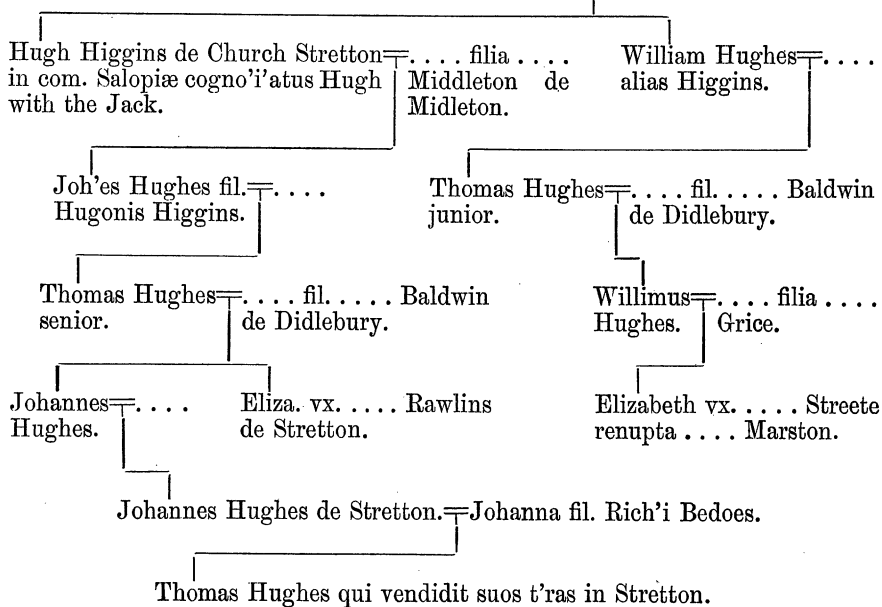 Hugh Higgins de Church Stretton=.... filia ....
in com. Salopiæ cogno'i'atus Hugh Middleton de
with the Jack. Midleton.
William Hughes=....
alias Higgins.
Joh'es Hughes fil.=....
Hugonis Higgins.
Thomas Hughes=.... fil. .... Baldwin
junior. de Didlebury.
Thomas Hughes=.... fil. .... Baldwin
senior. de Didlebury.
Willimus=.... filia ....
Hughes. Grice.
Johannes=....
Hughes.
Eliza. vx. .... Rawlins
de Stretton.
Elizabeth vx. .... Streete
renupta .... Marston.
Johannes Hughes de Stretton.=Johanna fil. Rich'i Bedoes.
Thomas Hughes qui vendidit suos t'ras in Stretton.